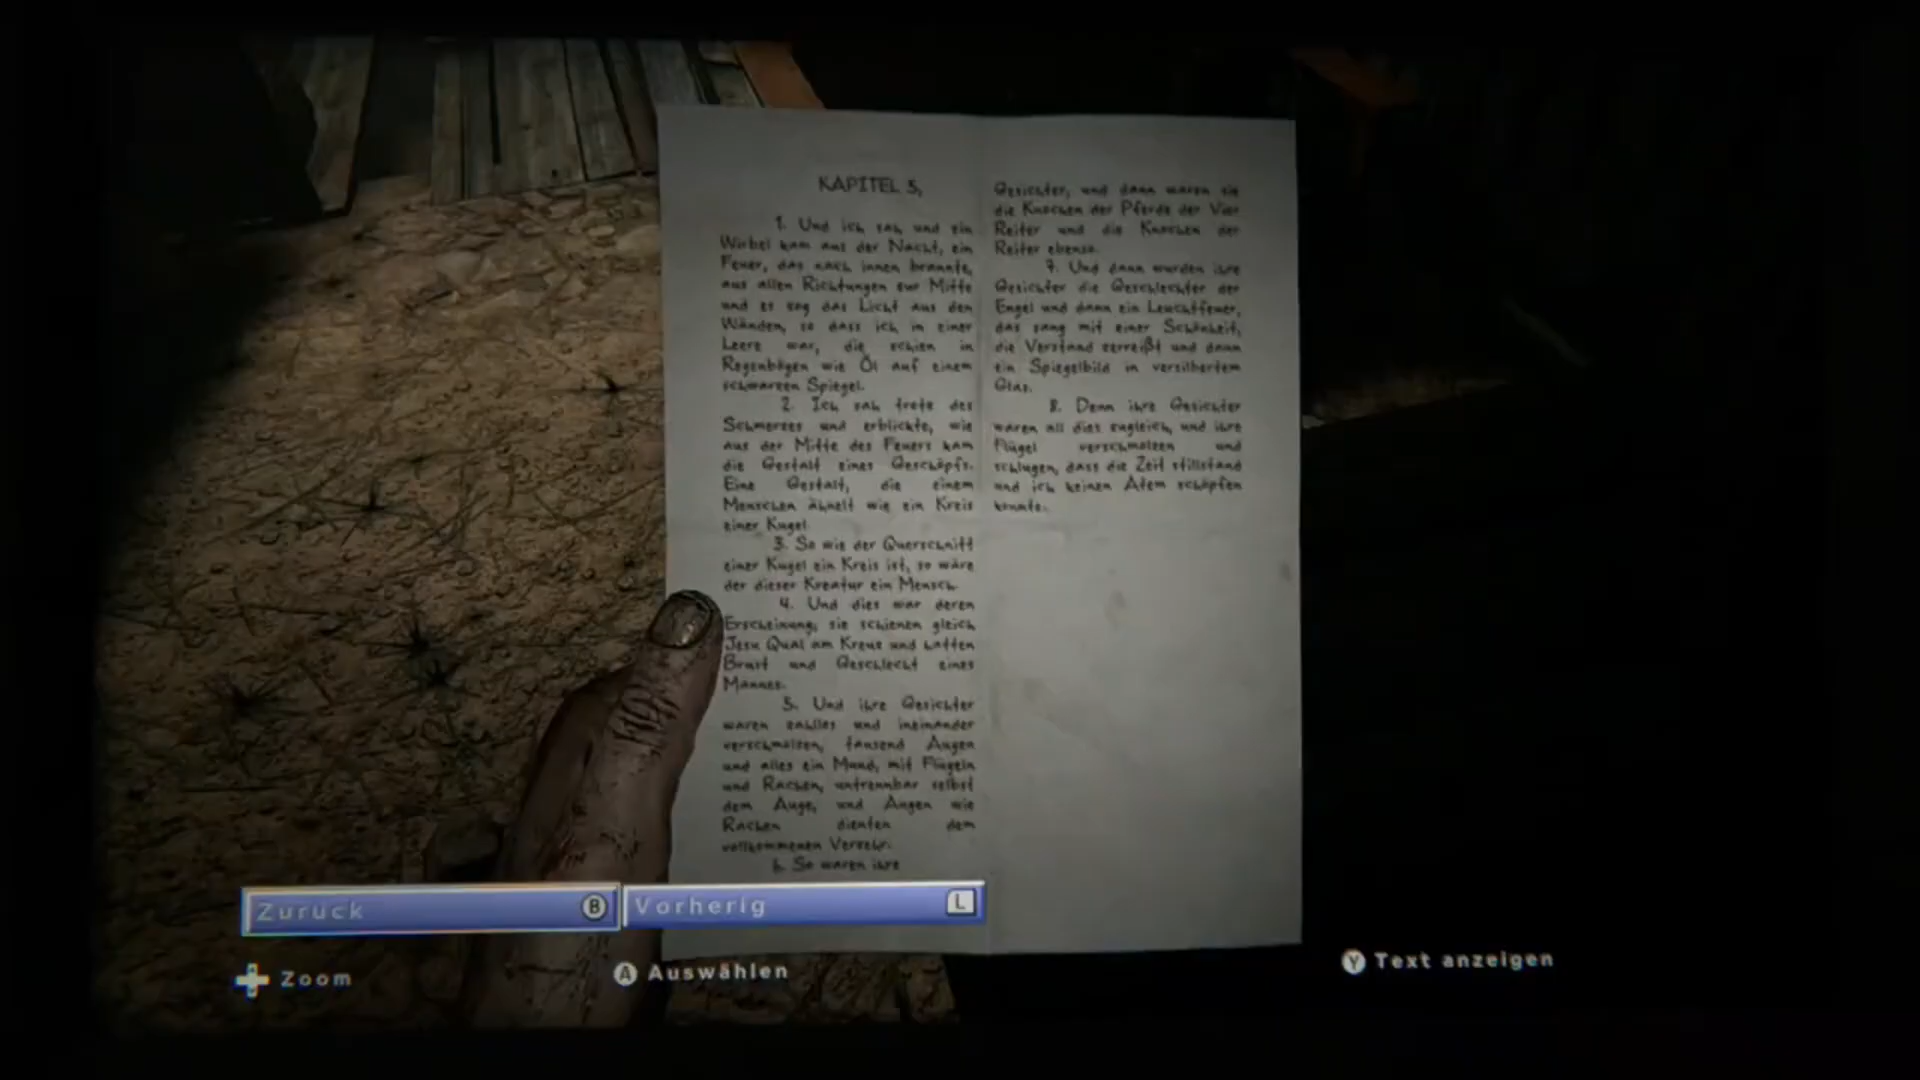 KAPITEL 5,
1. Und ich sah und ein
Wirbel kam aus der Nacht, ein
Feuer, das nach innen brannte,
aus allen Richtungen zur Mitte
und es sog das Licht aus den
Wänden, so dass ich in einer
Leere war, die schien in
Regenbögen wie Öl auf einem
schwarzen Spiegel.
2. Ich sah trotz des
Schmerzes und erblickte, wie
aus der Mitte des Feuers kam
die Gestalt eines Geschöpfs.
Eine Gestalt, die einem
Menschen ähnelt wie ein Kreis
einer Kugel.
3. So wie der Querschnitt
einer Kugel ein Kreis ist, so wäre
der dieser Kreatur ein Mensch.
4. Und dies war deren
Erscheinung; sie schienen gleich
Jesu Qual am Kreuz und hatten
Brust und Geschlecht eines
Mannes.
5. Und ihre Gesichter
waren zahllos und ineinander
verschmolzen, tausend Augen
und alles ein Mund, mit Flügeln
und Rachen, untrennbar selbst
dem Auge, und Augen wie
Rachen dienten dem
vollkommenen Verzehr.
6. So waren ihre
Gesichter, und dann waren sie
die Knochen der Pferde der Vier
Reiter und die Knochen der
Reiter ebenso.
7. Und dann wurden ihre
Gesichter die Geschlechter der
Engel und dann ein Leuchtfeuer,
das sang mit einer Schönheit,
die Verstand zerreißt und dann
ein Spiegelbild in versilbertem
Glas.
8. Denn ihre Gesichter
waren all dies zugleich, und ihre
Flügel verschmolzen und
schlugen, dass die Zeit stillstand
und ich keinen Atem schöpfen
konnte.
Zurück B Vorherig L
Zoom A Auswählen Y Text anzeigen